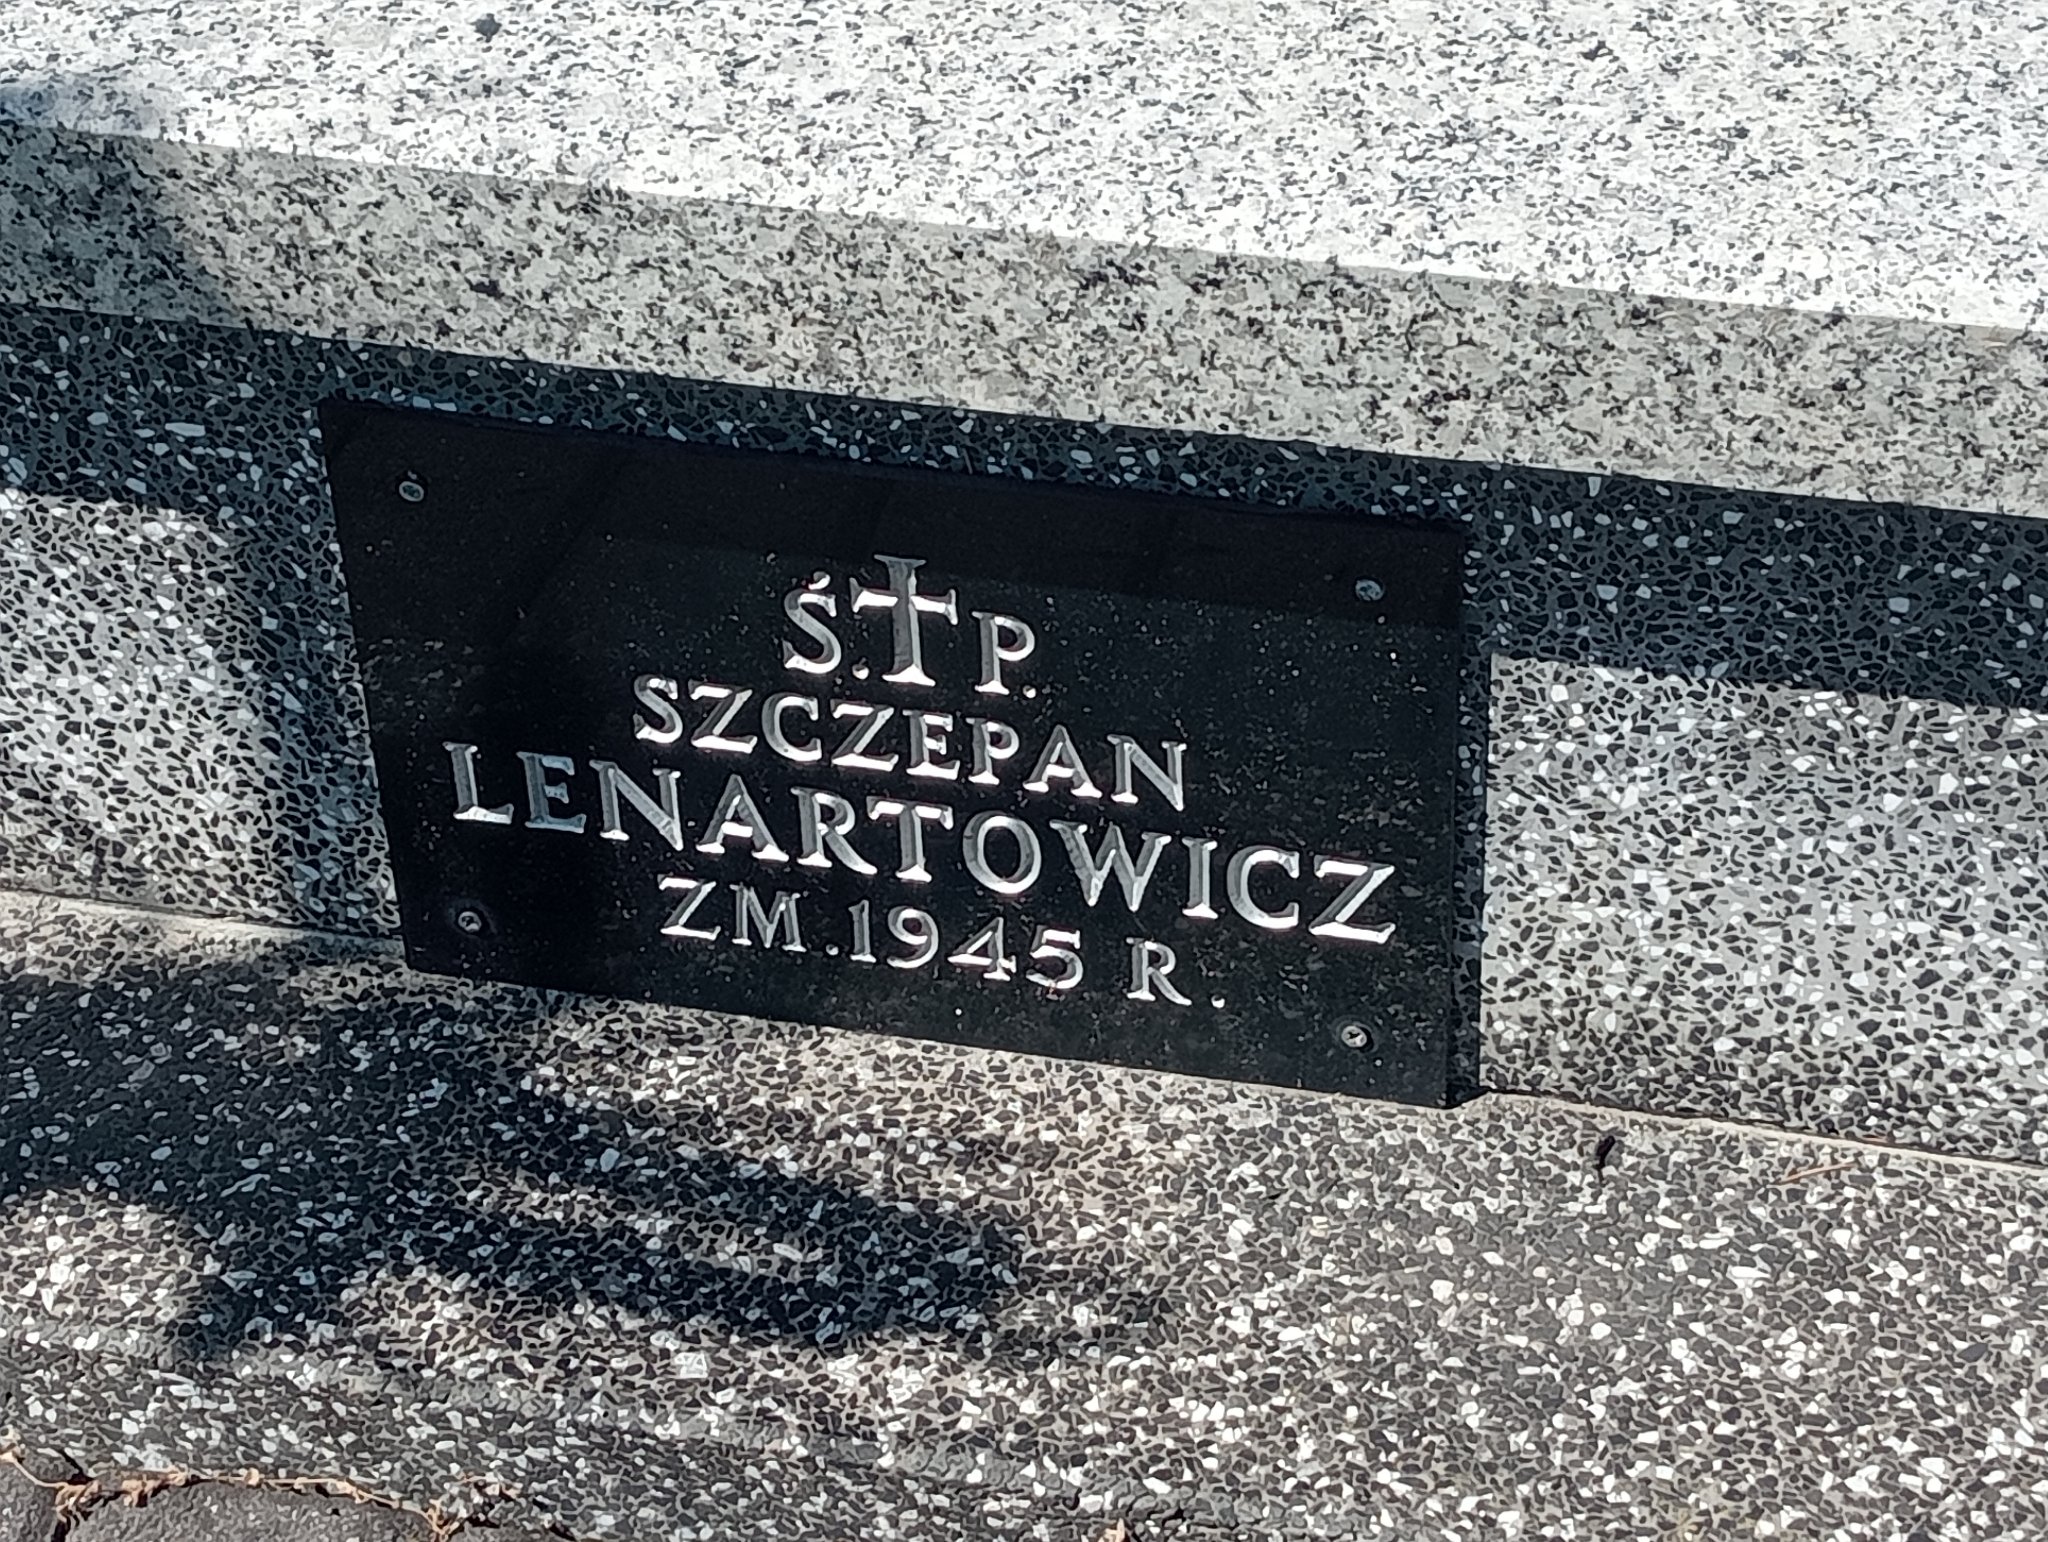 Ś.†P.
SZCZEPAN
LENARTOWICZ
ZM.1945 R.